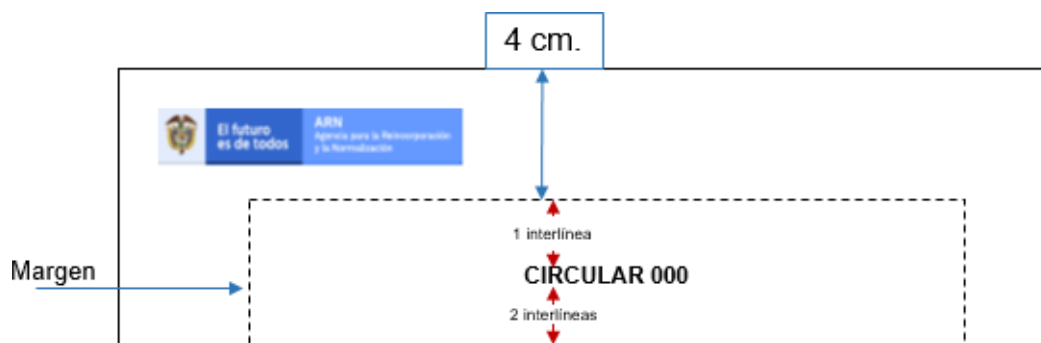 4 cm.
El futuro
es de todos
ARN
Agencia para la Reincorporación
y la Normalización
1 interlínea
Margen
CIRCULAR 000
2 interlíneas